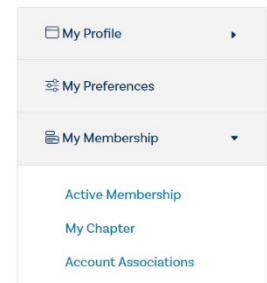 My Profile
My Preferences
My Membership
Active Membership
My Chapter
Account Associations